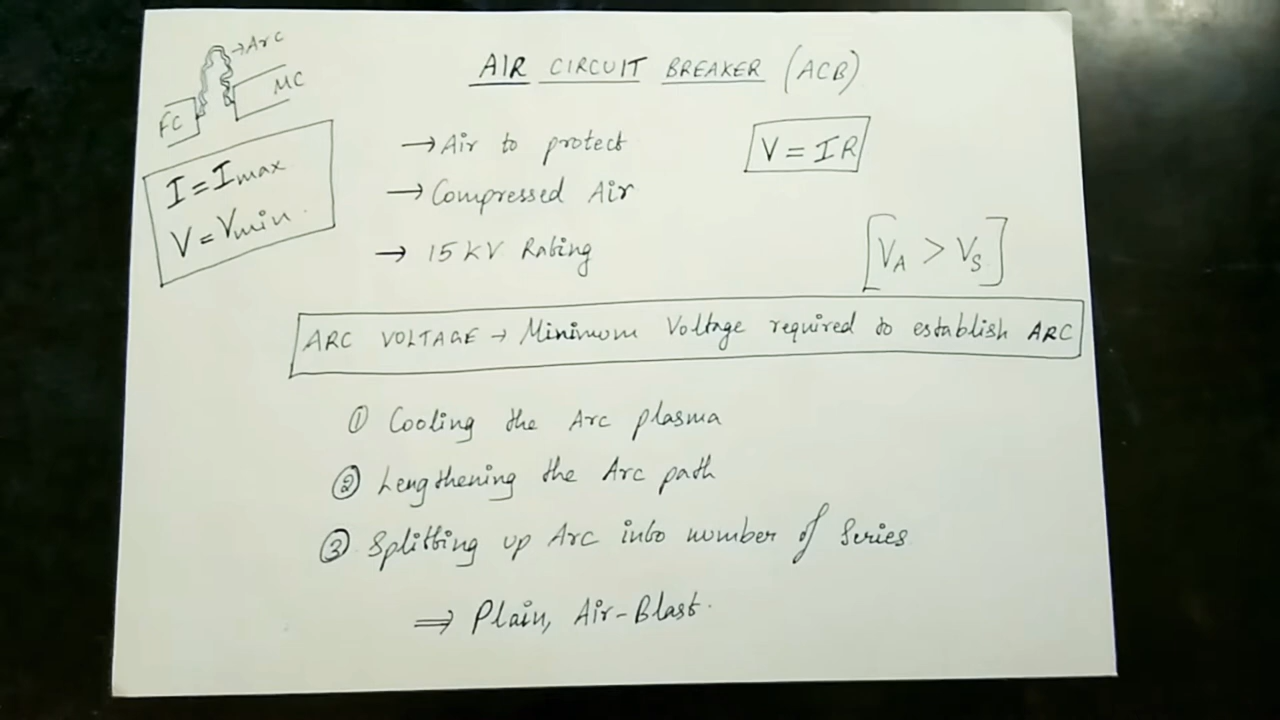 →Arc
MC
FC
I = Imax
V = Vmin.
AIR CIRCUIT BREAKER (ACB)
→ Air to protect
→ Compressed Air
→ 15 kV Rating
V = IR
[VA > VS]
ARC VOLTAGE → Minimum Voltage required to establish ARC
① Cooling the Arc plasma
② Lengthening the Arc path
③ Splitting up Arc into number of Series
⇒ Plain, Air-Blast.